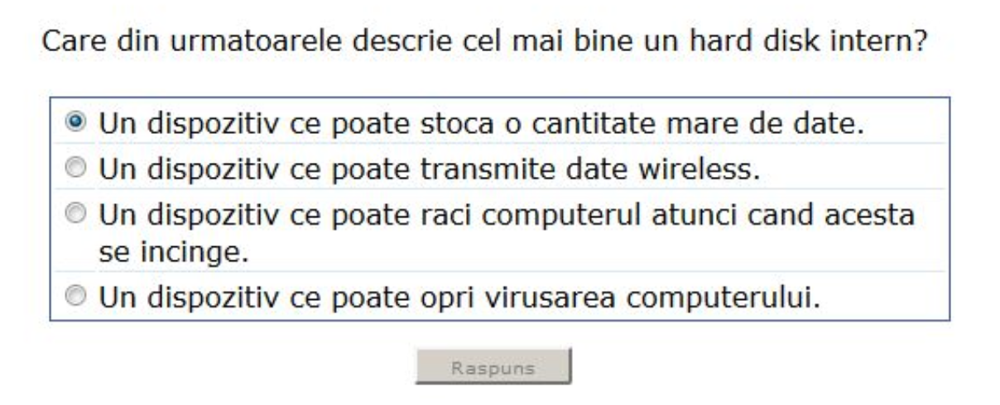 Care din urmatoarele descrie cel mai bine un hard disk intern?
Un dispozitiv ce poate stoca o cantitate mare de date.
Un dispozitiv ce poate transmite date wireless.
Un dispozitiv ce poate raci computerul atunci cand acesta
se incinge.
Un dispozitiv ce poate opri virusarea computerului.
Raspuns